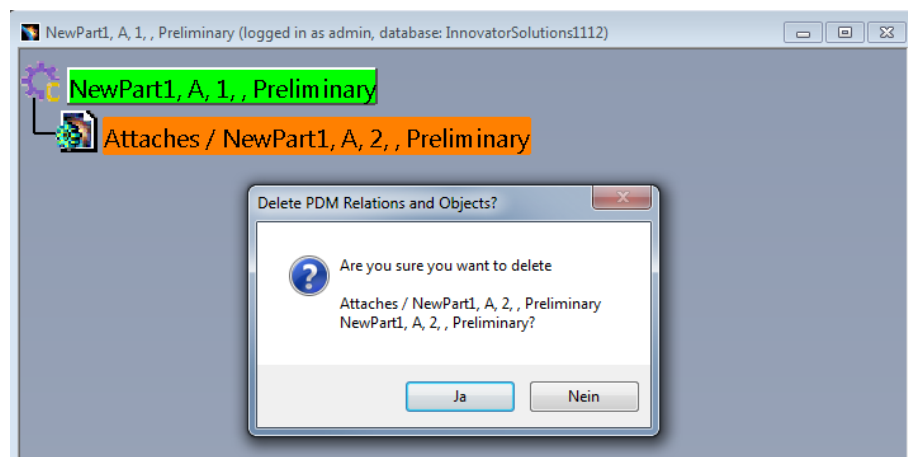 NewPart1, A, 1, , Preliminary (logged in as admin, database: InnovatorSolutions1112)
NewPart1, A, 1, , Preliminary
Attaches / NewPart1, A, 2, , Preliminary
Delete PDM Relations and Objects?
Are you sure you want to delete
Attaches / NewPart1, A, 2, , Preliminary
NewPart1, A, 2, , Preliminary?
Ja
Nein